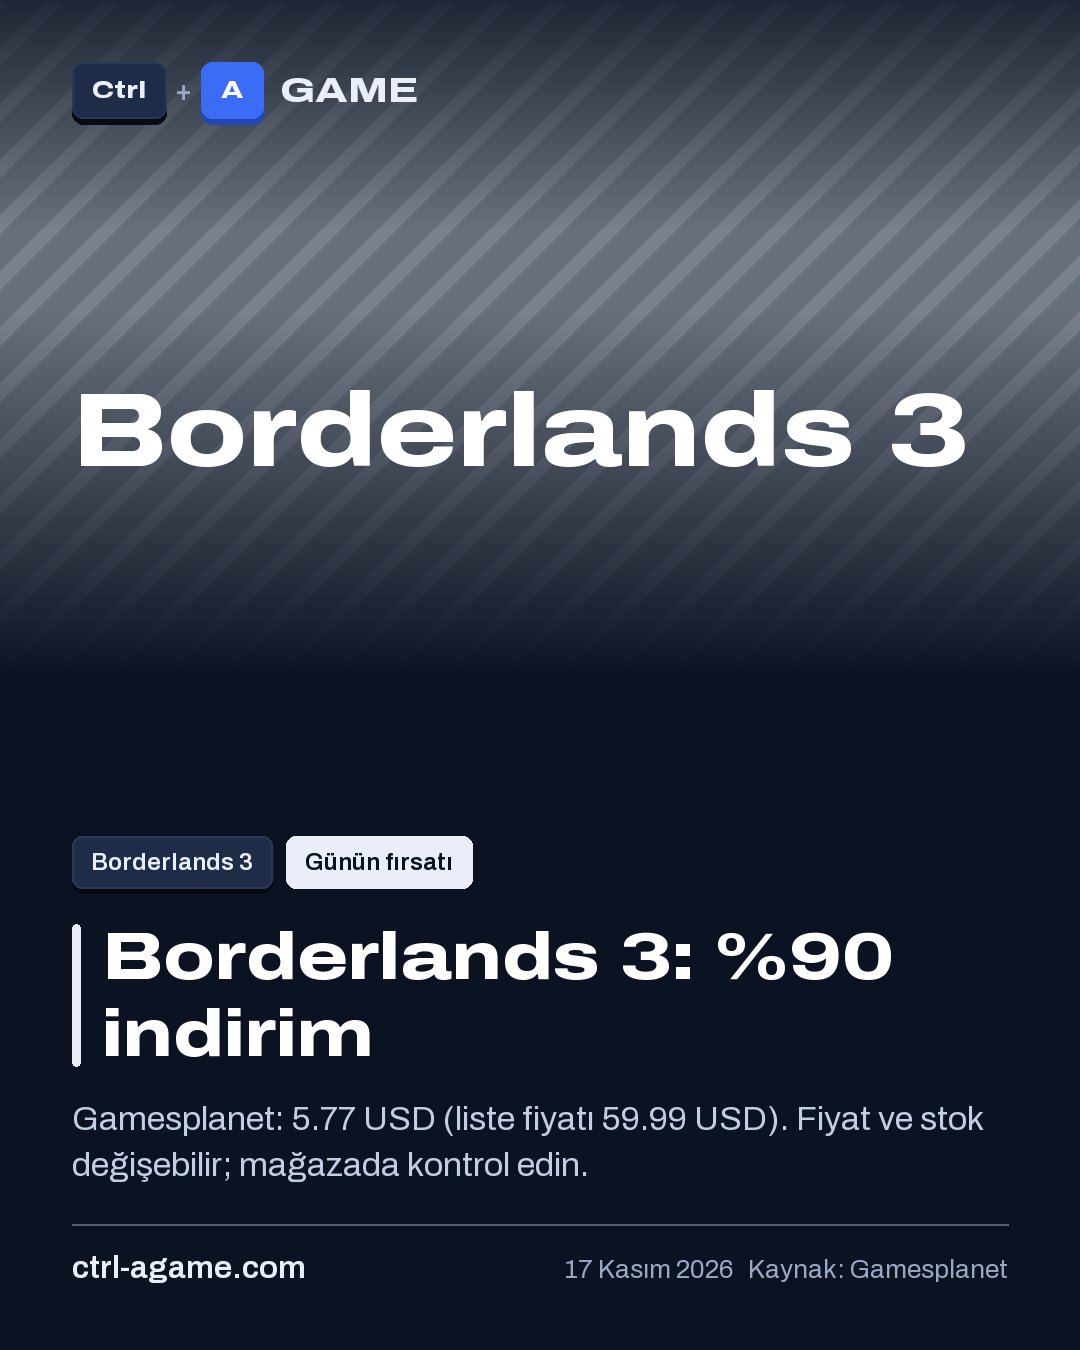 Ctrl + A GAME
Borderlands 3
Borderlands 3 Günün fırsatı
Borderlands 3: %90
indirim
Gamesplanet: 5.77 USD (liste fiyatı 59.99 USD). Fiyat ve stok
değişebilir; mağazada kontrol edin.
ctrl-agame.com 17 Kasım 2026 Kaynak: Gamesplanet